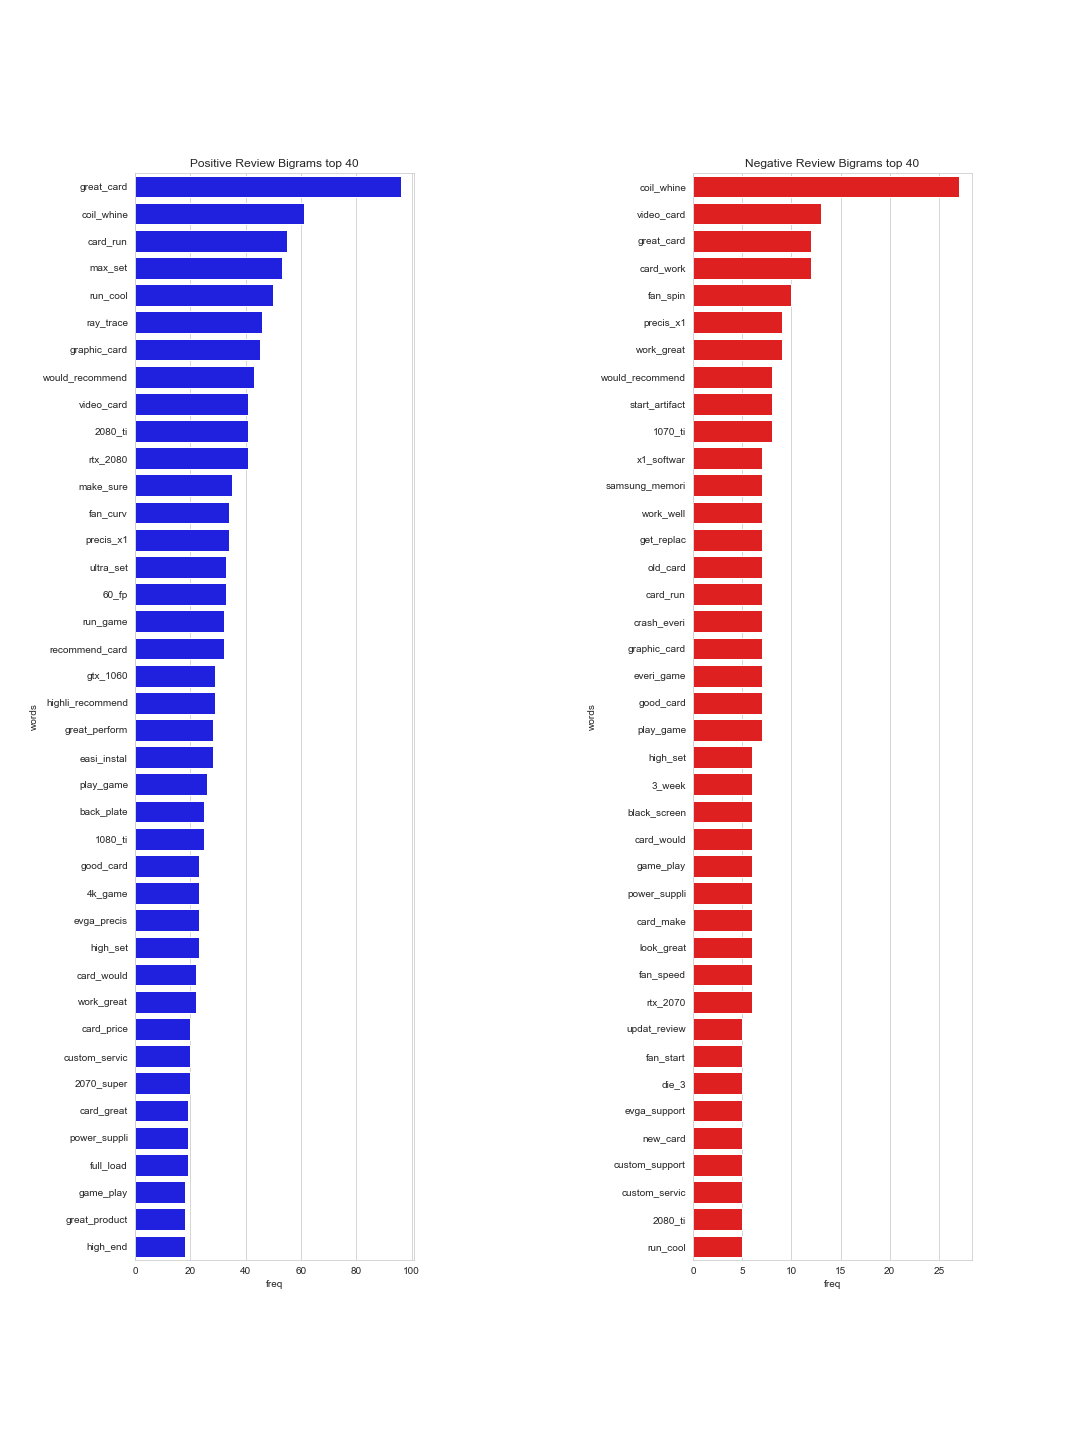 Positive Review Bigrams top 40
great_card
coil_whine
card_run
max_set
run_cool
ray_trace
graphic_card
would_recommend
video_card
2080_ti
rtx_2080
make_sure
fan_curv
precis_x1
ultra_set
60_fp
run_game
recommend_card
gtx_1060
highli_recommend
great_perform
easi_instal
play_game
back_plate
1080_ti
good_card
4k_game
evga_precis
high_set
card_would
work_great
card_price
custom_servic
2070_super
card_great
power_suppli
full_load
game_play
great_product
high_end
words
0 20 40 60 80 100
freq
Negative Review Bigrams top 40
coil_whine
video_card
great_card
card_work
fan_spin
precis_x1
work_great
would_recommend
start_artifact
1070_ti
x1_softwar
samsung_memori
work_well
get_replac
old_card
card_run
crash_everi
graphic_card
everi_game
good_card
play_game
high_set
3_week
black_screen
card_would
game_play
power_suppli
card_make
look_great
fan_speed
rtx_2070
updat_review
fan_start
die_3
evga_support
new_card
custom_support
custom_servic
2080_ti
run_cool
words
0 5 10 15 20 25
freq